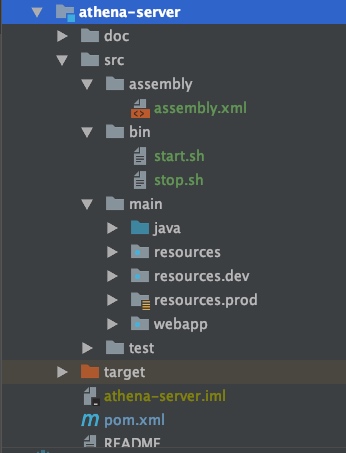 athena-server
doc
src
assembly
assembly.xml
bin
start.sh
stop.sh
main
java
resources
resources.dev
resources.prod
webapp
test
target
athena-server.iml
pom.xml
README